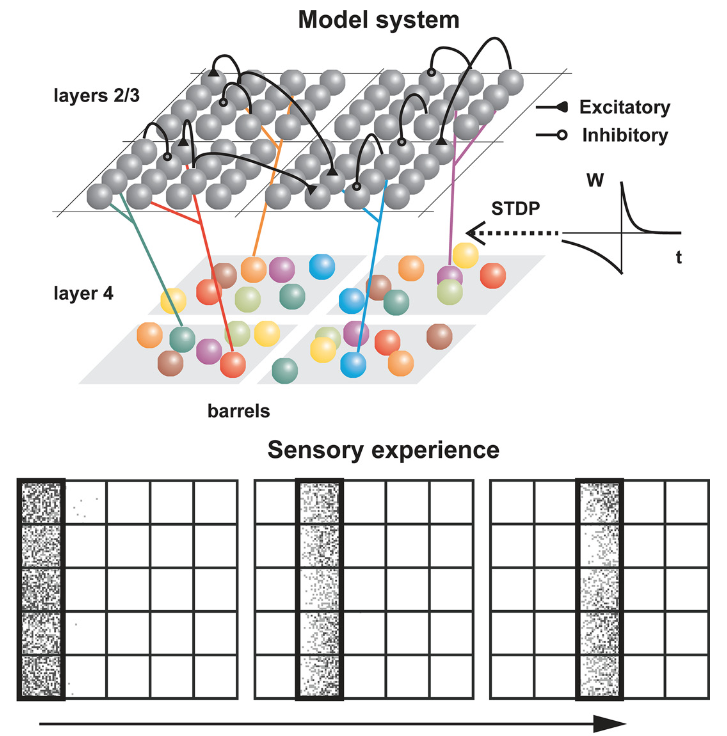 Model system
layers 2/3
Excitatory
Inhibitory
W
STDP
t
layer 4
barrels
Sensory experience